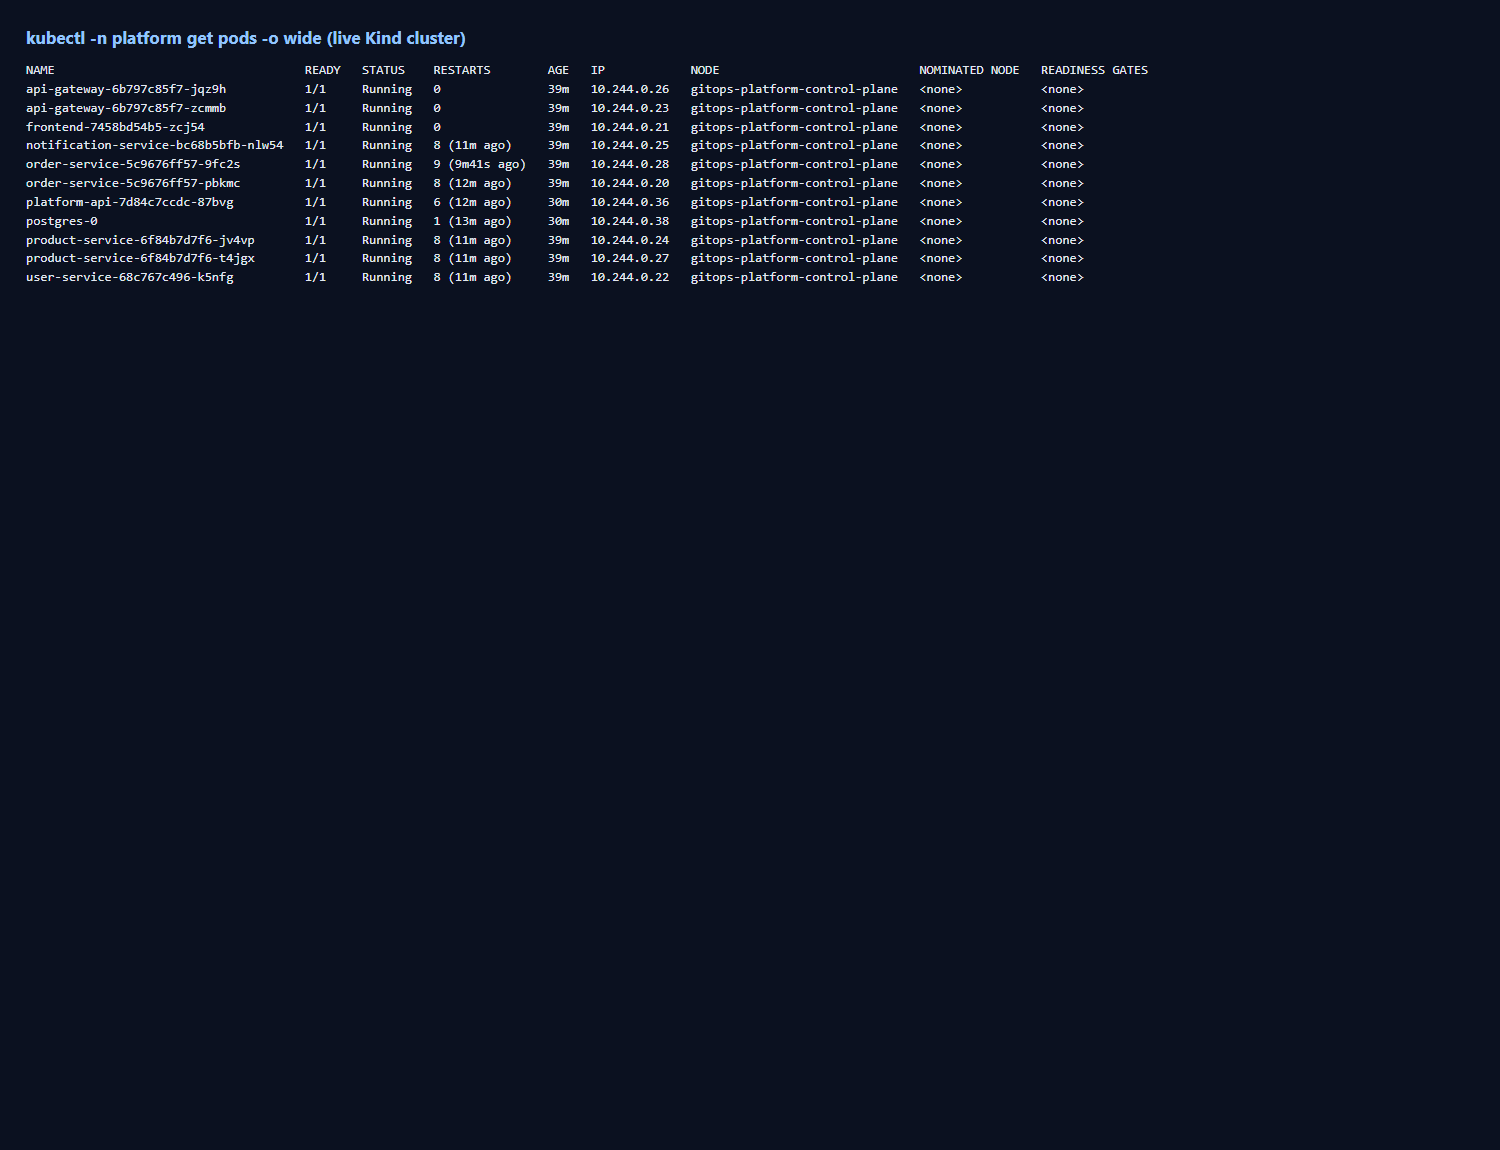 kubectl -n platform get pods -o wide (live Kind cluster)
NAME READY STATUS RESTARTS AGE IP NODE NOMINATED NODE READINESS GATES
api-gateway-6b797c85f7-jqz9h 1/1 Running 0 39m 10.244.0.26 gitops-platform-control-plane <none> <none>
api-gateway-6b797c85f7-zcmmb 1/1 Running 0 39m 10.244.0.23 gitops-platform-control-plane <none> <none>
frontend-7458bd54b5-zcj54 1/1 Running 0 39m 10.244.0.21 gitops-platform-control-plane <none> <none>
notification-service-bc68b5bfb-nlw54 1/1 Running 8 (11m ago) 39m 10.244.0.25 gitops-platform-control-plane <none> <none>
order-service-5c9676ff57-9fc2s 1/1 Running 9 (9m41s ago) 39m 10.244.0.28 gitops-platform-control-plane <none> <none>
order-service-5c9676ff57-pbkmc 1/1 Running 8 (12m ago) 39m 10.244.0.20 gitops-platform-control-plane <none> <none>
platform-api-7d84c7ccdc-87bvg 1/1 Running 6 (12m ago) 30m 10.244.0.36 gitops-platform-control-plane <none> <none>
postgres-0 1/1 Running 1 (13m ago) 30m 10.244.0.38 gitops-platform-control-plane <none> <none>
product-service-6f84b7d7f6-jv4vp 1/1 Running 8 (11m ago) 39m 10.244.0.24 gitops-platform-control-plane <none> <none>
product-service-6f84b7d7f6-t4jgx 1/1 Running 8 (11m ago) 39m 10.244.0.27 gitops-platform-control-plane <none> <none>
user-service-68c767c496-k5nfg 1/1 Running 8 (11m ago) 39m 10.244.0.22 gitops-platform-control-plane <none> <none>